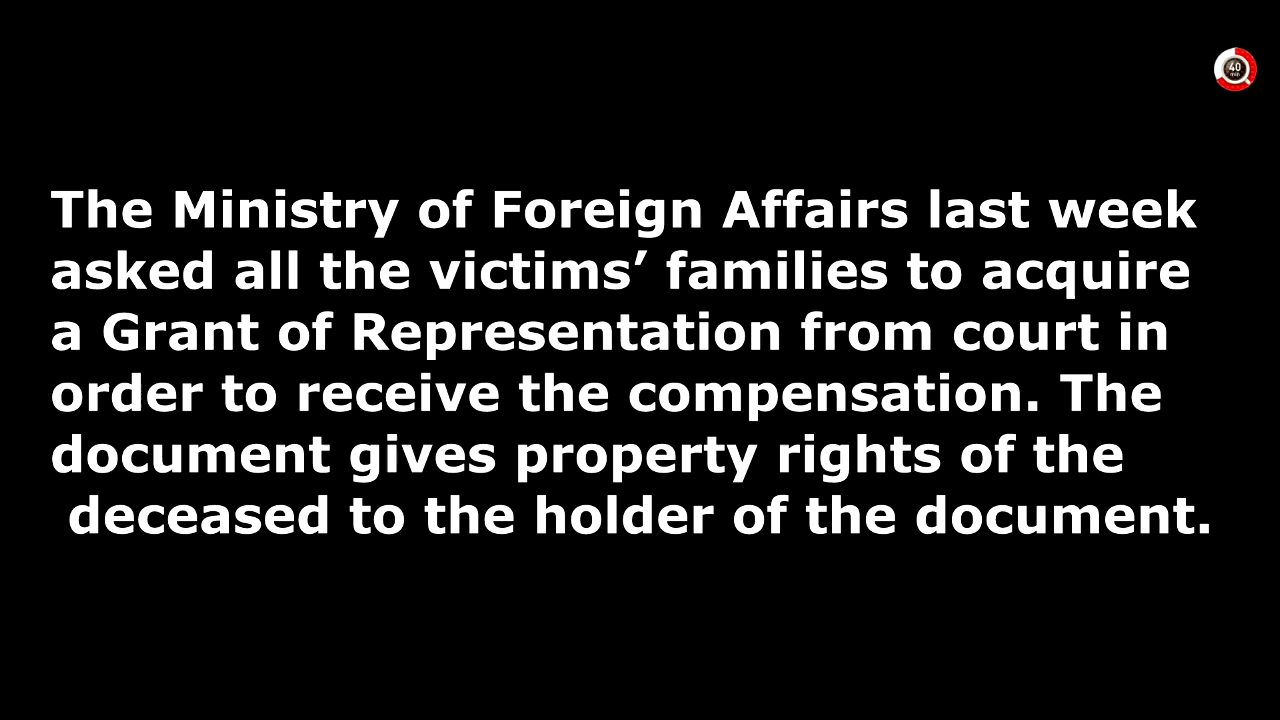 40
min
The Ministry of Foreign Affairs last week
asked all the victims’ families to acquire
a Grant of Representation from court in
order to receive the compensation. The
document gives property rights of the
deceased to the holder of the document.